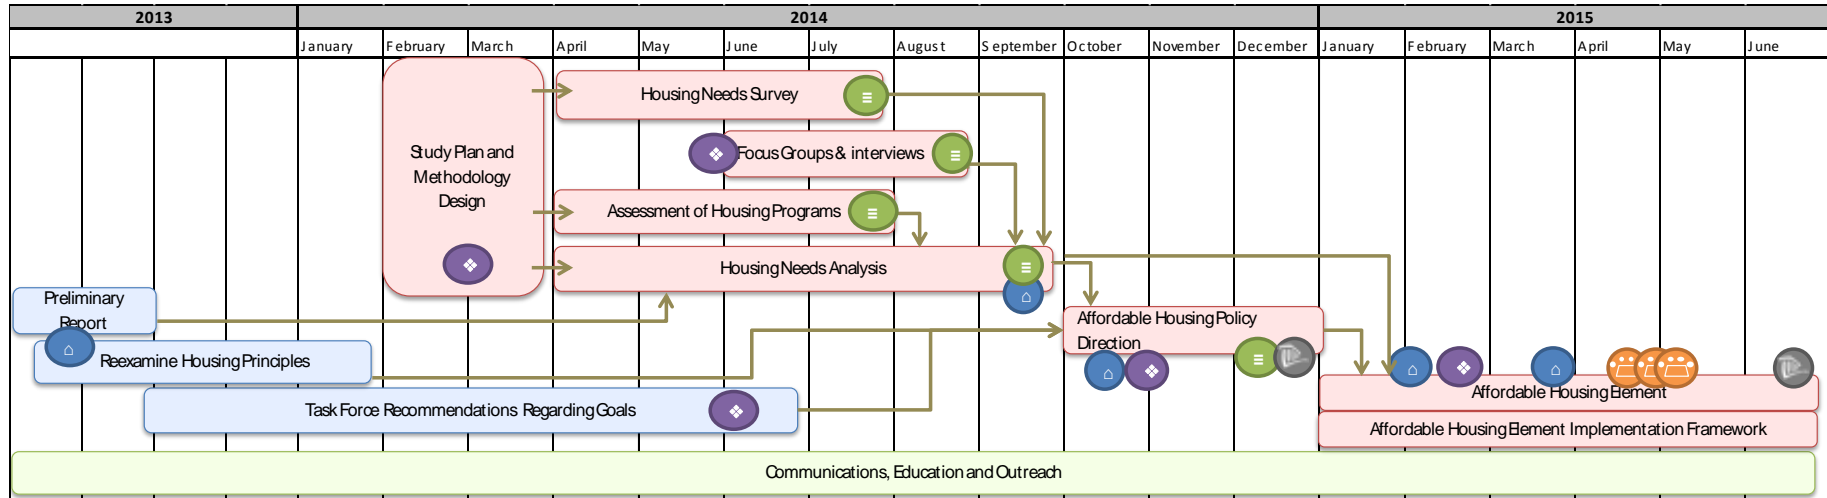 2013 2014 2015
January February March April May June July August September October November December January February March April May June
Housing Needs Survey
Focus Groups & interviews
Study Plan and
Methodology
Design
Assessment of Housing Programs
Housing Needs Analysis
Preliminary
Report
Affordable Housing Policy
Direction
Reexamine Housing Principles
Affordable Housing Element
Task Force Recommendations Regarding Goals
Affordable Housing Element Implementation Framework
Communications, Education and Outreach